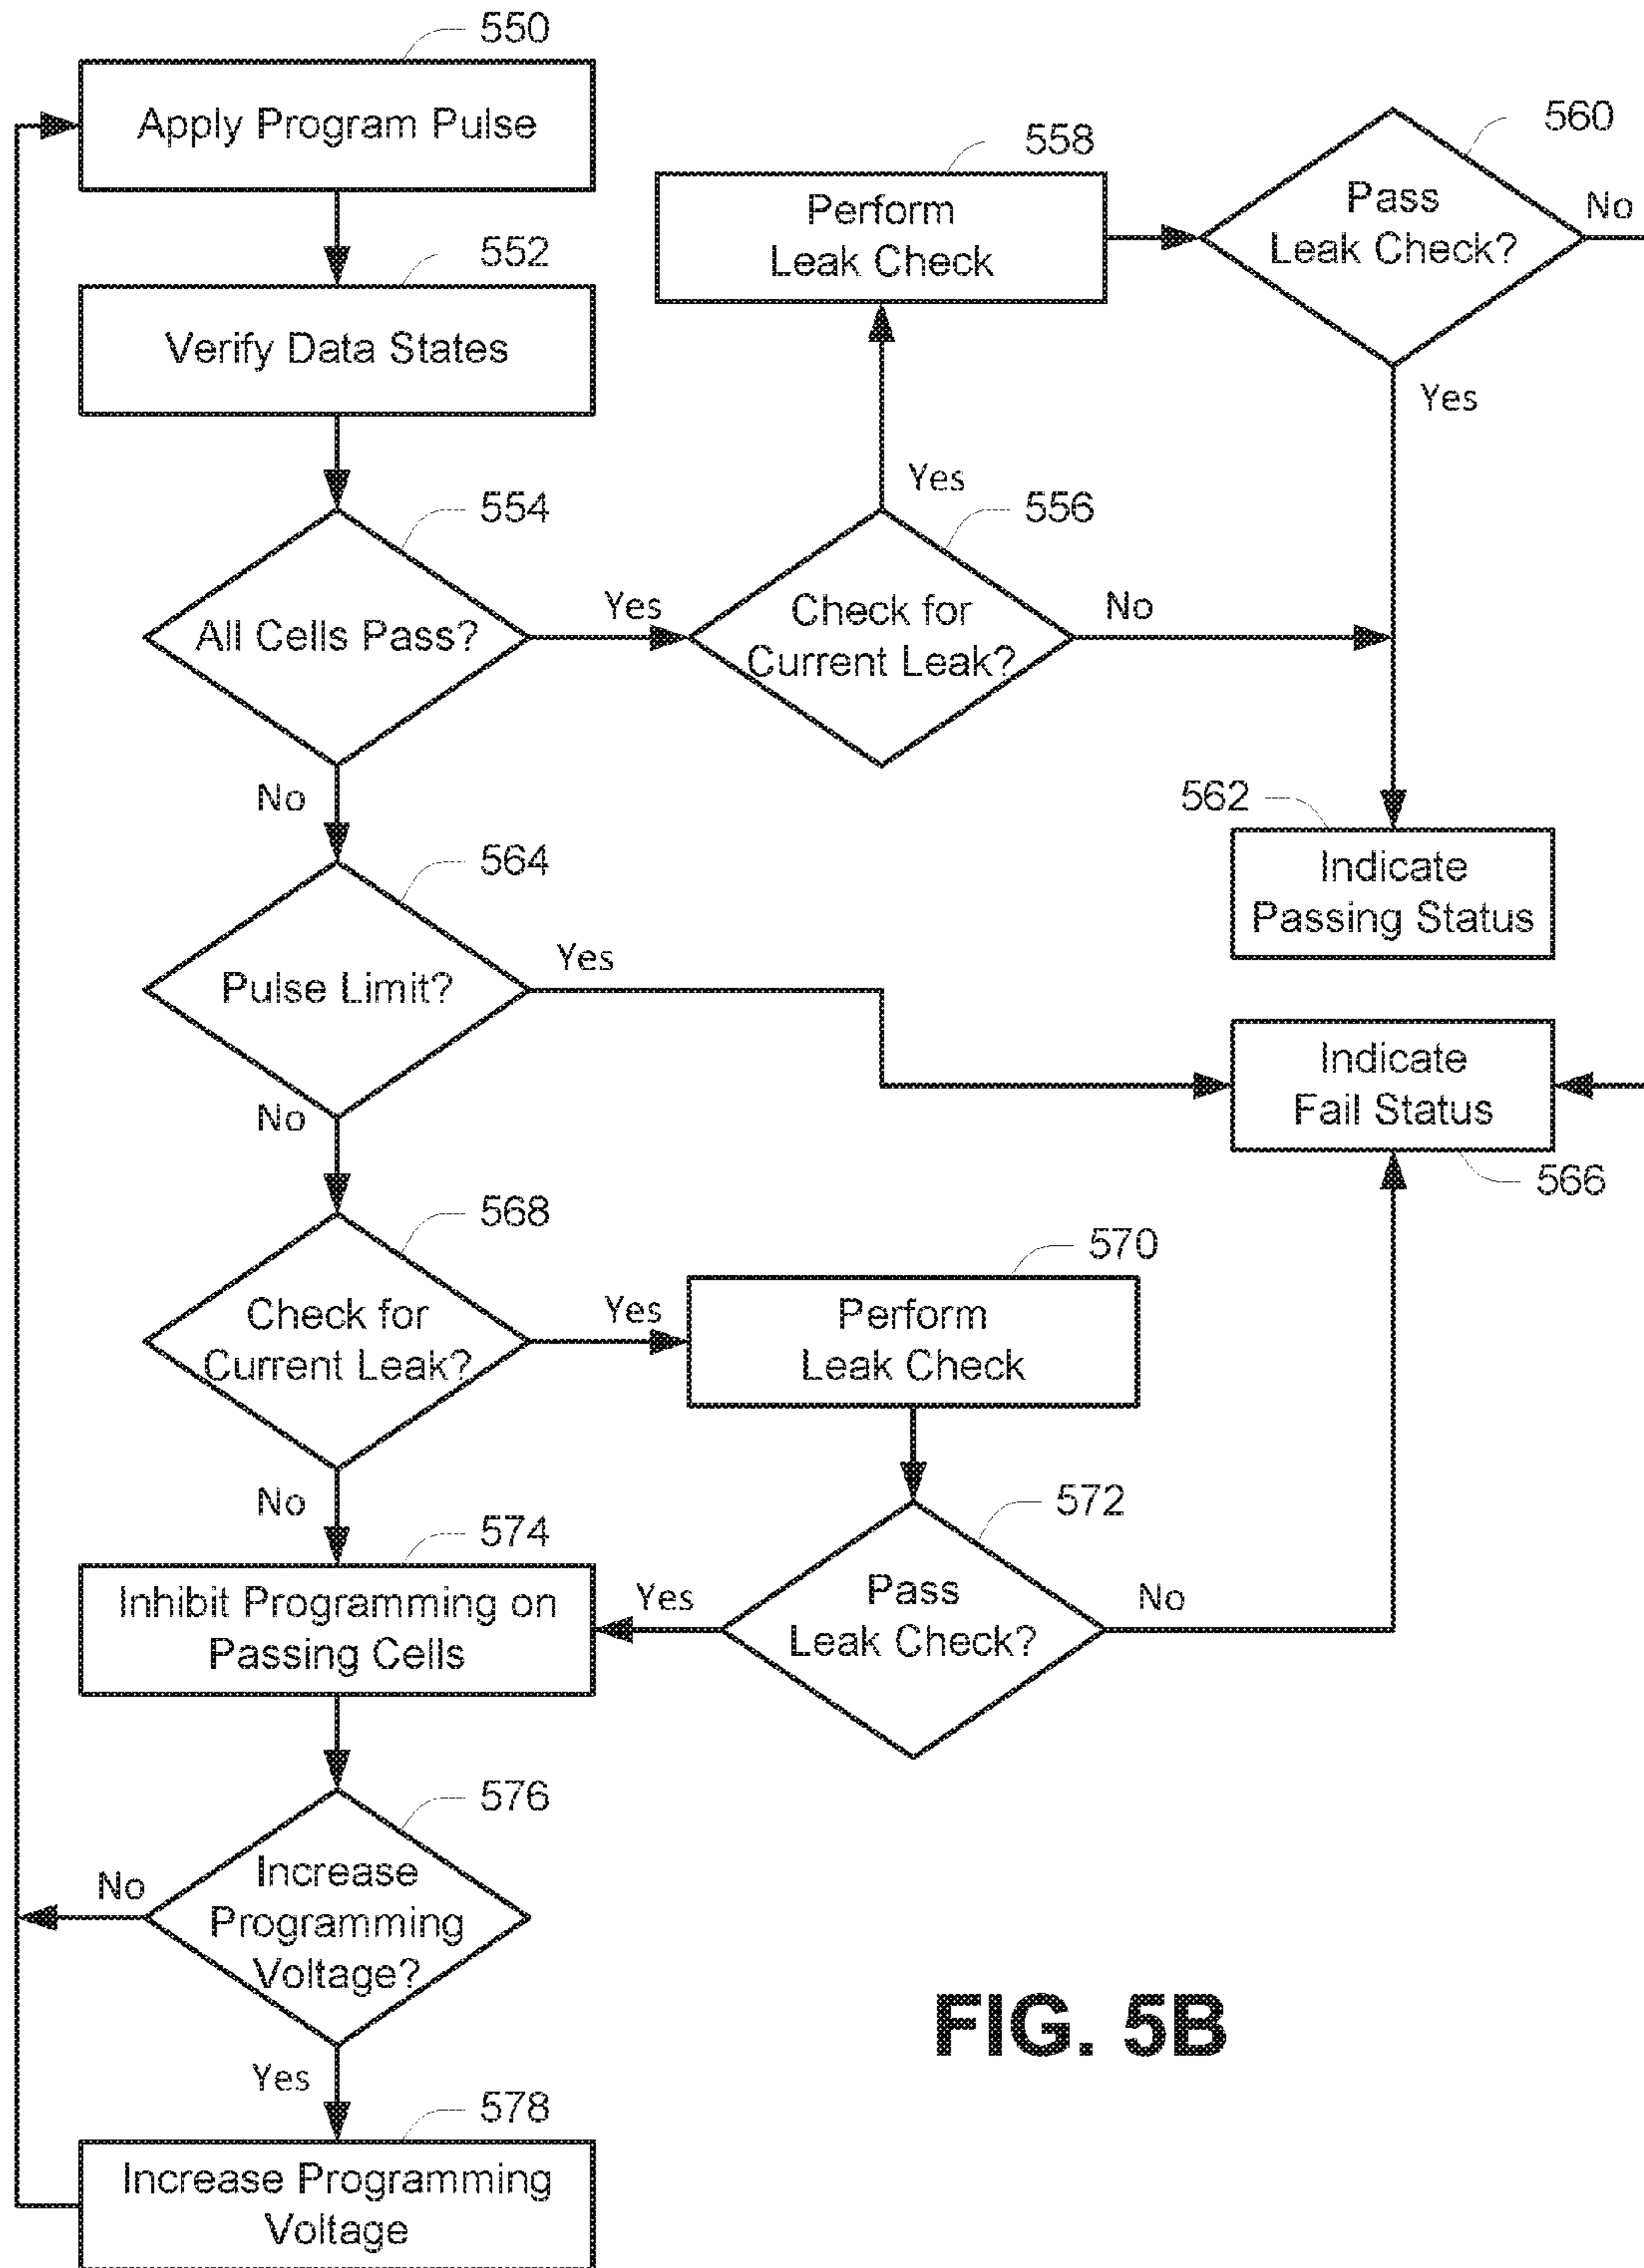 550
Apply Program Pulse
552
Verify Data States
554
All Cells Pass?
Yes
No
556
Check for
Current Leak?
Yes
No
558
Perform
Leak Check
560
Pass
Leak Check?
No
Yes
562
Indicate
Passing Status
564
Pulse Limit?
Yes
No
Indicate
Fail Status
566
568
Check for
Current Leak?
Yes
No
570
Perform
Leak Check
572
Pass
Leak Check?
Yes
No
574
Inhibit Programming on
Passing Cells
576
Increase
Programming
Voltage?
No
Yes
578
Increase Programming
Voltage
FIG. 5B